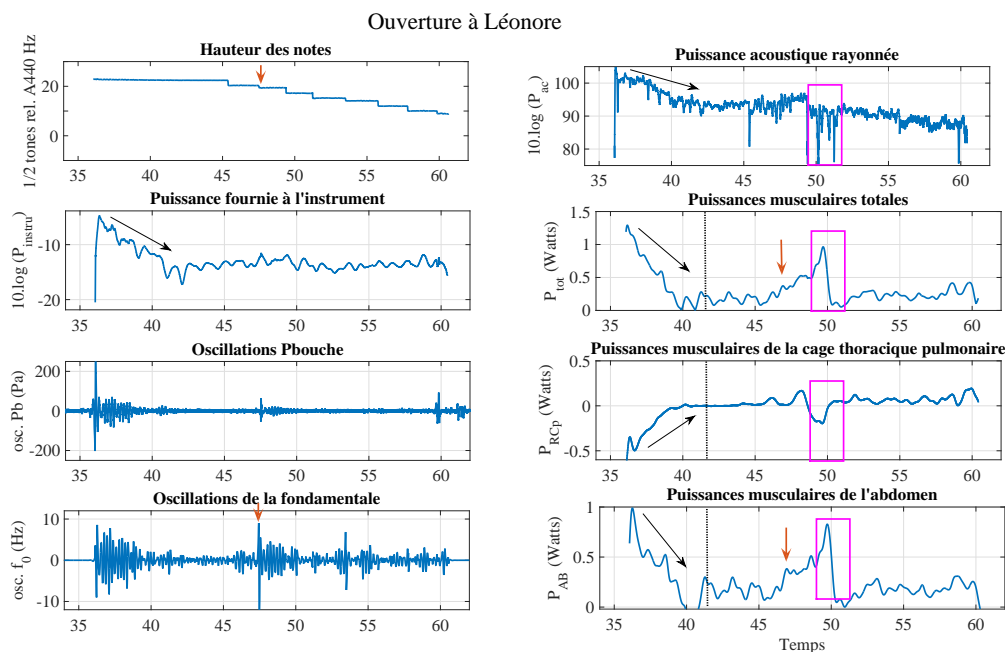 Ouverture à Léonore
Hauteur des notes
1/2 tones rel. A440 Hz
20
0
35 40 45 50 55 60
Puissance fournie à l'instrument
10.log (P_instru)
-10
-20
35 40 45 50 55 60
Oscillations Pbouche
osc. Pb (Pa)
200
0
-200
35 40 45 50 55 60
Oscillations de la fondamentale
osc. f_0 (Hz)
10
0
-10
35 40 45 50 55 60
Puissance acoustique rayonnée
10.log (P_ac)
100
90
80
35 40 45 50 55 60
Puissances musculaires totales
P_tot (Watts)
1.5
1
0.5
0
35 40 45 50 55 60
Puissances musculaires de la cage thoracique pulmonaire
P_RCp (Watts)
0.5
0
-0.5
35 40 45 50 55 60
Puissances musculaires de l'abdomen
P_AB (Watts)
1
0.5
0
35 40 45 50 55 60
Temps